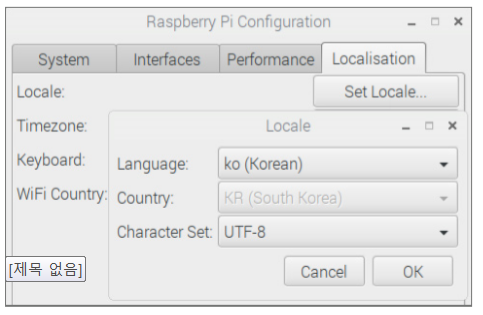 Raspberry Pi Configuration
System Interfaces Performance Localisation
Locale: Set Locale...
Timezone:
Locale
Keyboard:
WiFi Country:
Language: ko (Korean)
Country: KR (South Korea)
Character Set: UTF-8
Cancel OK
[제목 없음]